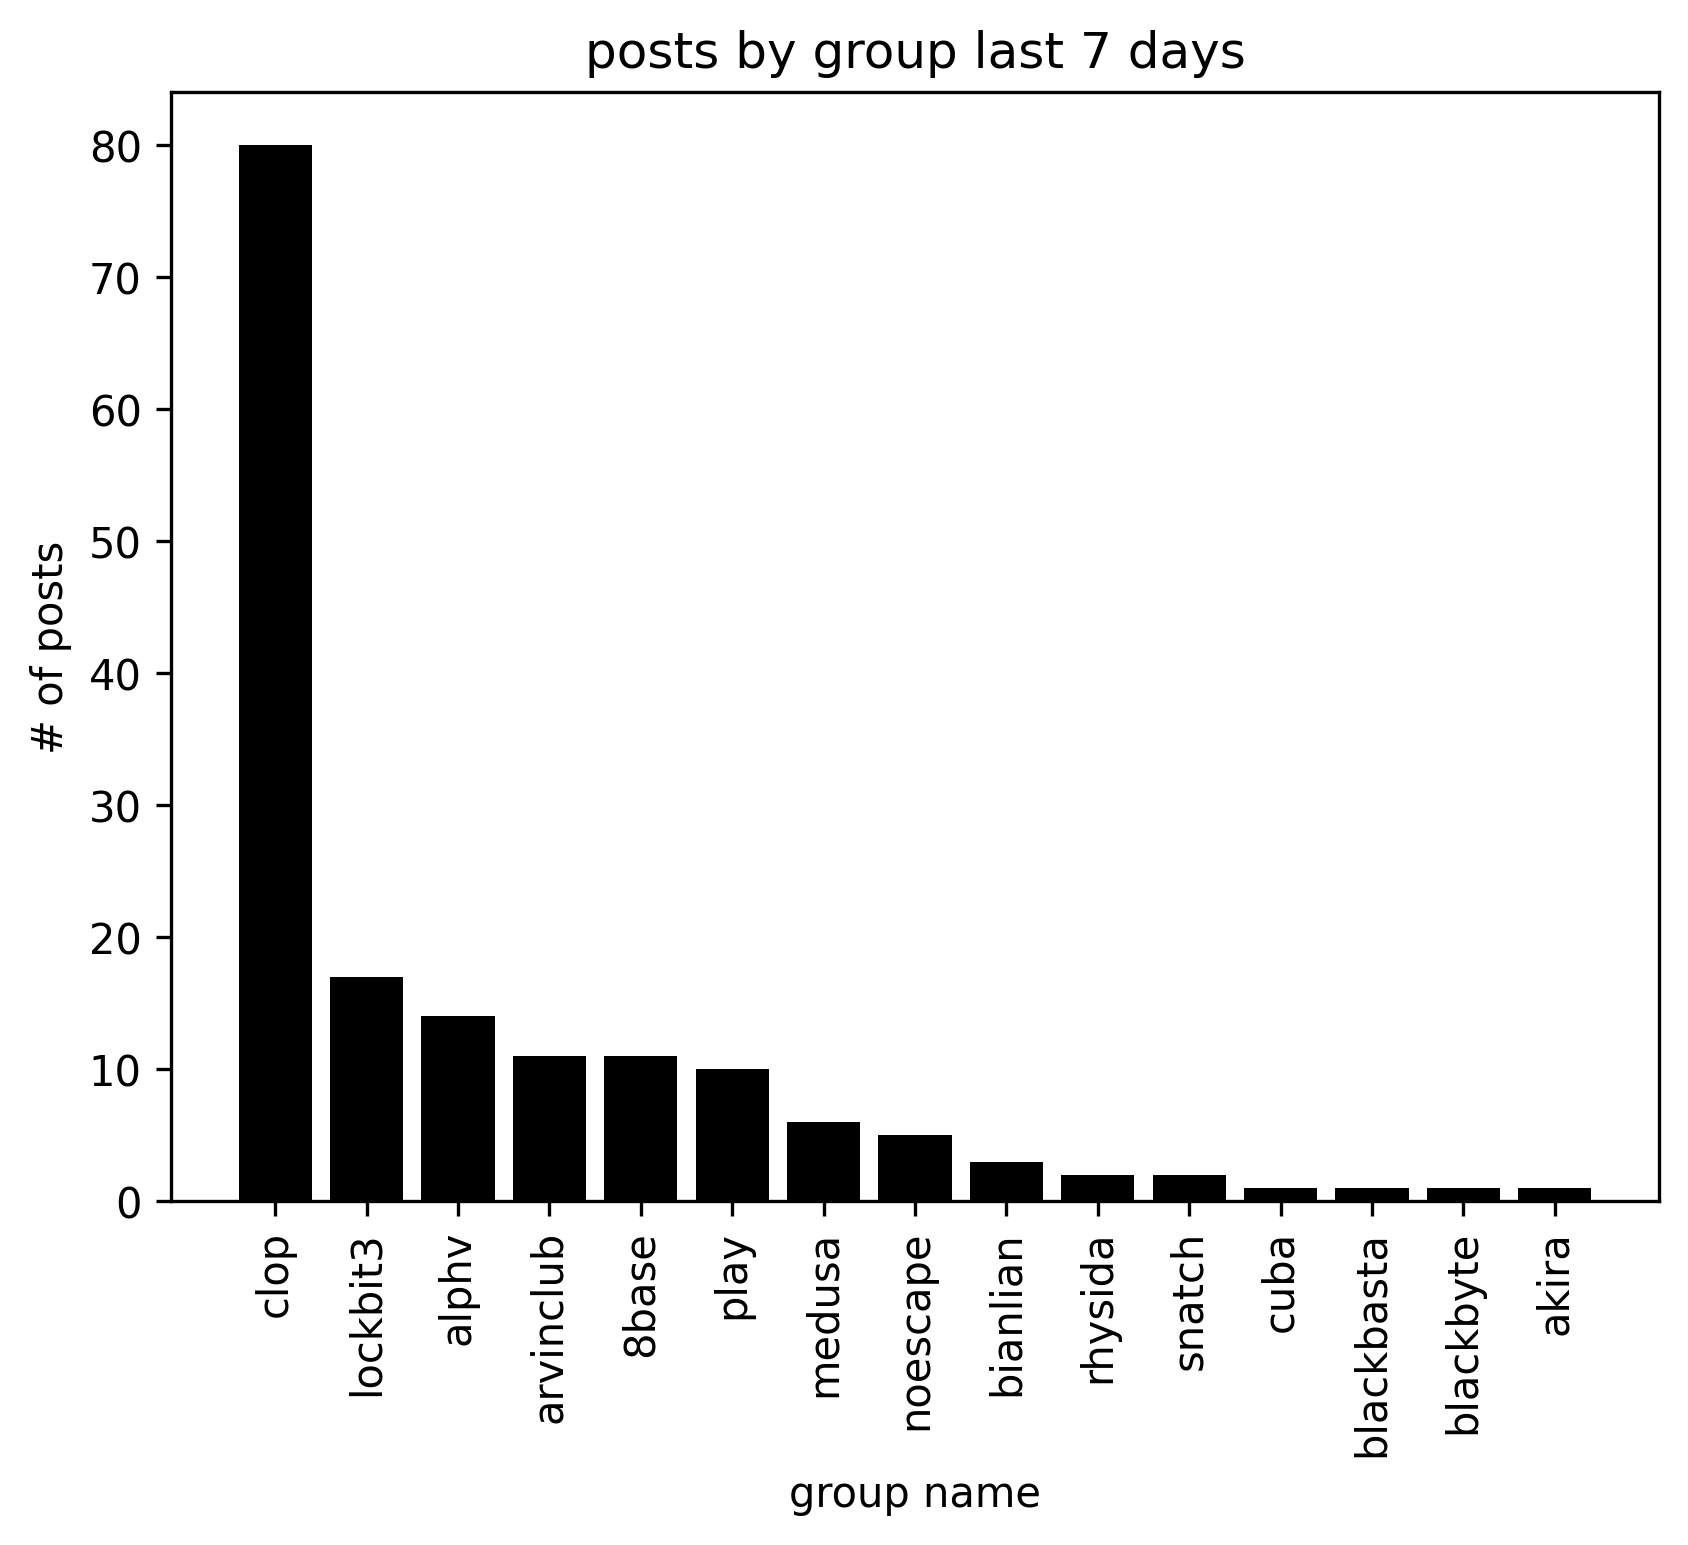 posts by group last 7 days
# of posts
80
70
60
50
40
30
20
10
0
clop
lockbit3
alphv
arvinclub
8base
play
medusa
noescape
bianlian
rhysida
snatch
cuba
blackbasta
blackbyte
akira
group name